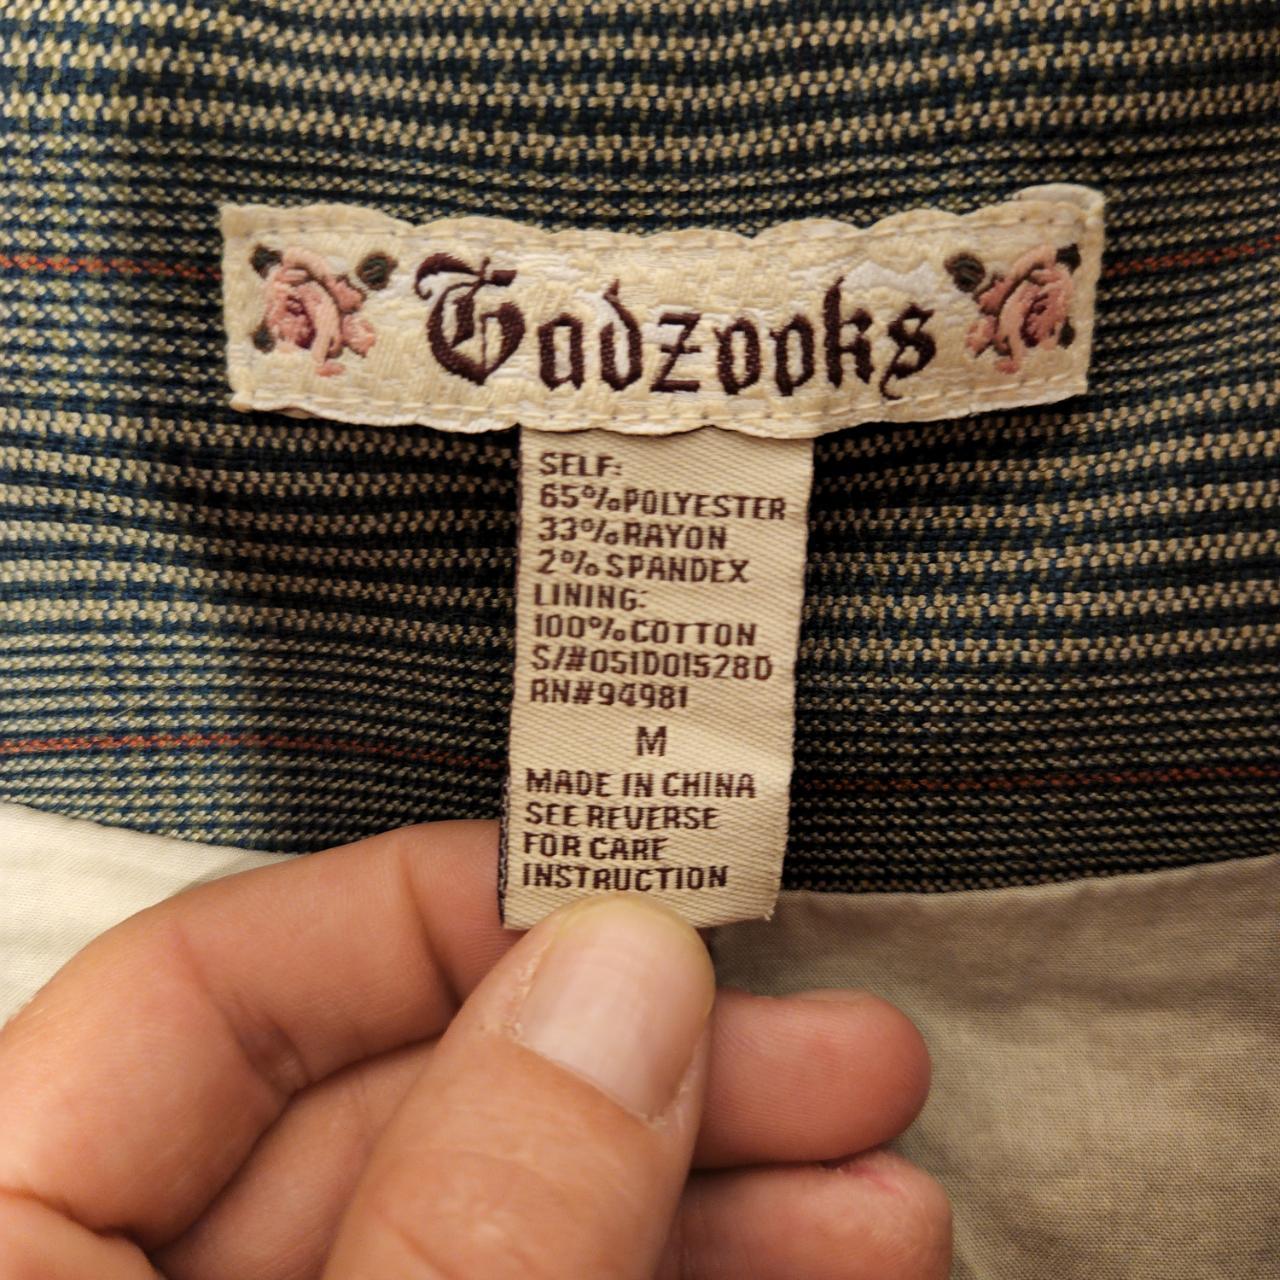 Gadzooks
SELF:
65%POLYESTER
33%RAYON
2%SPANDEX
LINING:
100%COTTON
S/#051D01528D
RN#94981
M
MADE IN CHINA
SEE REVERSE
FOR CARE
INSTRUCTION